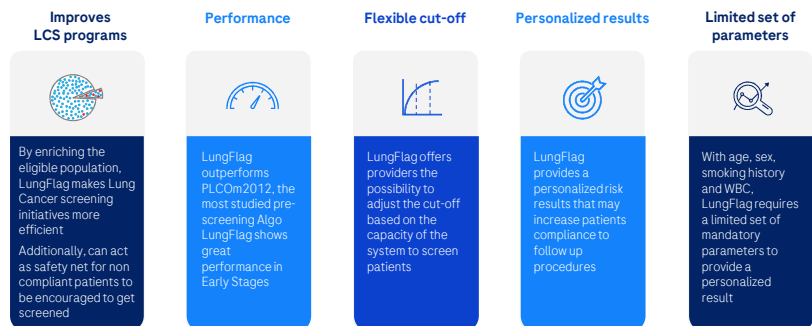 Improves
LCS programs
By enriching the
eligible population,
LungFlag makes Lung
Cancer screening
initiatives more
efficient
Additionally, can act
as safety net for non
compliant patients to
be encouraged to get
screened
Performance
LungFlag
outperforms
PLCOm2012, the
most studied pre-
screening Algo
LungFlag shows
great
performance in
Early Stages
Flexible cut-off
LungFlag offers
providers the
possibility to
adjust the cut-off
based on the
capacity of the
system to screen
patients
Personalized results
LungFlag
provides a
personalized risk
results that may
increase patients
compliance to
follow up
procedures
Limited set of
parameters
With age, sex,
smoking history
and WBC,
LungFlag requires
a limited set of
mandatory
parameters to
provide a
personalized
result